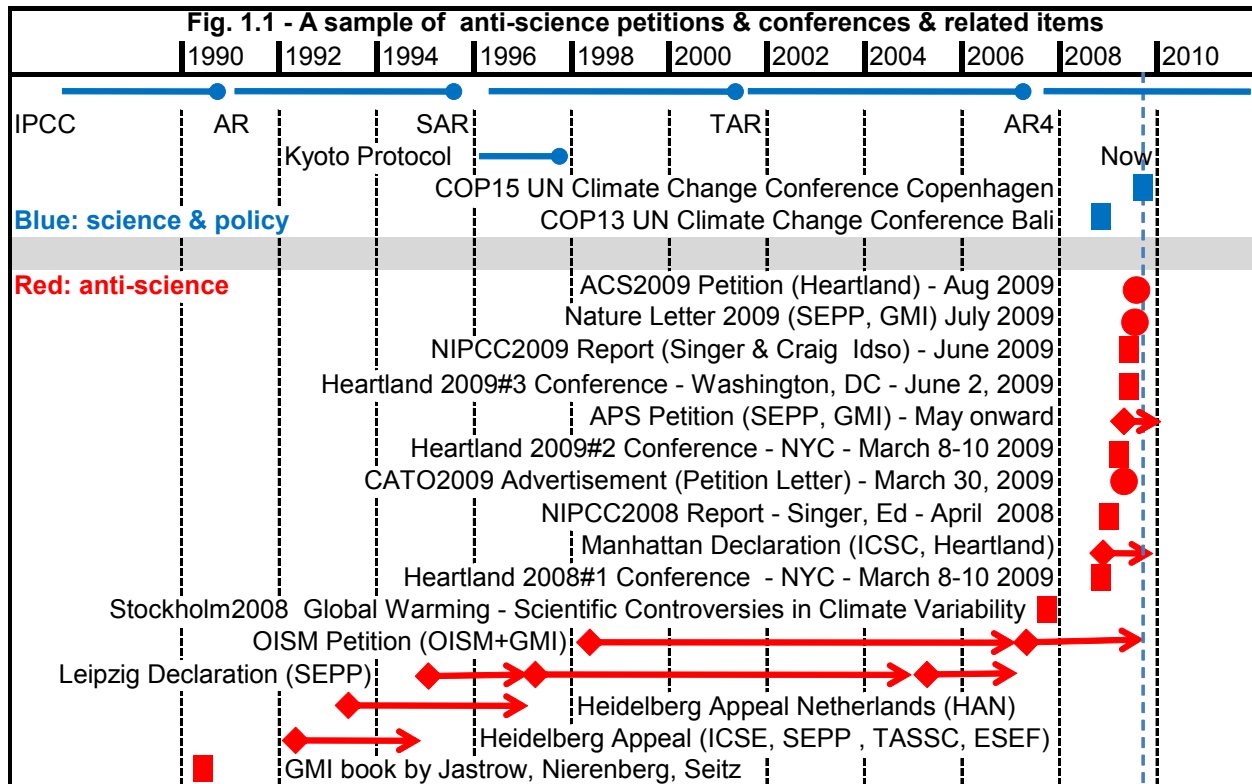 Fig. 1.1 - A sample of anti-science petitions & conferences & related items
1990 1992 1994 1996 1998 2000 2002 2004 2006 2008 2010
IPCC AR SAR TAR AR4
Kyoto Protocol Now
COP15 UN Climate Change Conference Copenhagen
Blue: science & policy COP13 UN Climate Change Conference Bali
Red: anti-science ACS2009 Petition (Heartland) - Aug 2009
Nature Letter 2009 (SEPP, GMI) July 2009
NIPCC2009 Report (Singer & Craig Idso) - June 2009
Heartland 2009#3 Conference - Washington, DC - June 2, 2009
APS Petition (SEPP, GMI) - May onward
Heartland 2009#2 Conference - NYC - March 8-10 2009
CATO2009 Advertisement (Petition Letter) - March 30, 2009
NIPCC2008 Report - Singer, Ed - April 2008
Manhattan Declaration (ICSC, Heartland)
Heartland 2008#1 Conference - NYC - March 8-10 2009
Stockholm2008 Global Warming - Scientific Controversies in Climate Variability
OISM Petition (OISM+GMI)
Leipzig Declaration (SEPP)
Heidelberg Appeal Netherlands (HAN)
Heidelberg Appeal (ICSE, SEPP , TASSC, ESEF)
GMI book by Jastrow, Nierenberg, Seitz